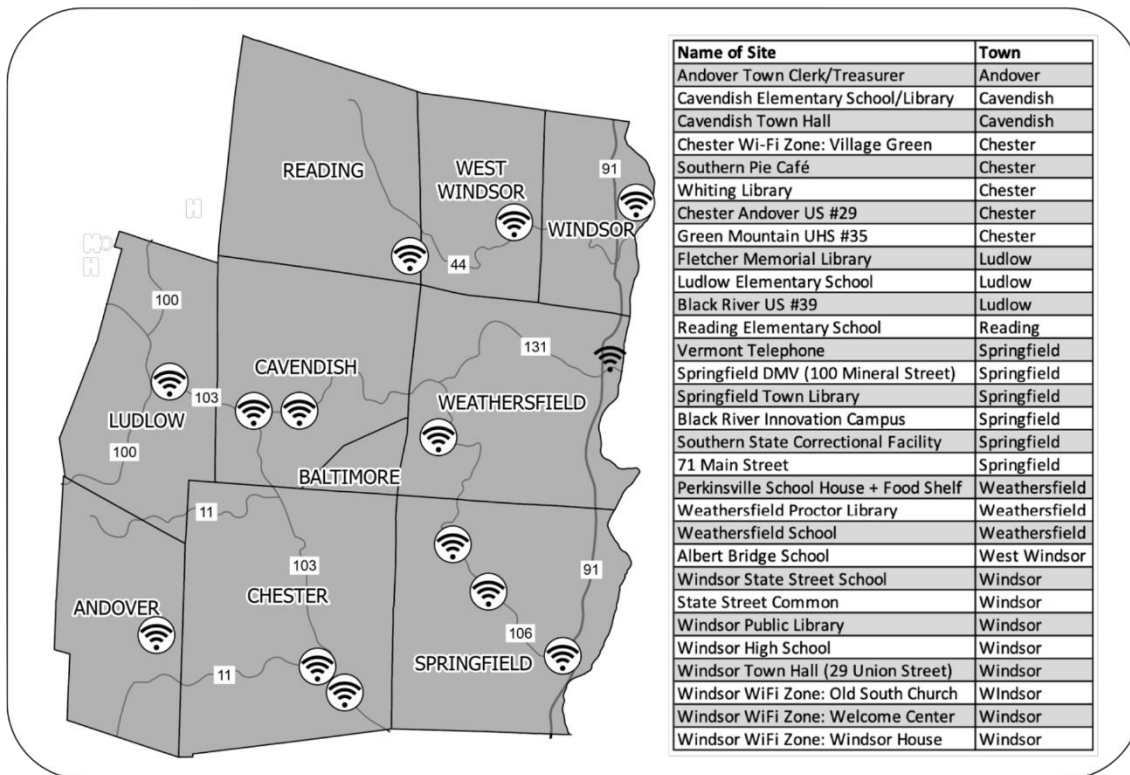 READING
WEST
WINDSOR
WINDSOR
91
44
100
CAVENDISH
131
103
LUDLOW
WEATHERSFIELD
100
BALTIMORE
11
103
91
ANDOVER
CHESTER
106
SPRINGFIELD
11
Name of Site Town
Andover Town Clerk/Treasurer Andover
Cavendish Elementary School/Library Cavendish
Cavendish Town Hall Cavendish
Chester Wi-Fi Zone: Village Green Chester
Southern Pie Café Chester
Whiting Library Chester
Chester Andover US #29 Chester
Green Mountain UHS #35 Chester
Fletcher Memorial Library Ludlow
Ludlow Elementary School Ludlow
Black River US #39 Ludlow
Reading Elementary School Reading
Vermont Telephone Springfield
Springfield DMV (100 Mineral Street) Springfield
Springfield Town Library Springfield
Black River Innovation Campus Springfield
Southern State Correctional Facility Springfield
71 Main Street Springfield
Perkinsville School House + Food Shelf Weathersfield
Weathersfield Proctor Library Weathersfield
Weathersfield School Weathersfield
Albert Bridge School West Windsor
Windsor State Street School Windsor
State Street Common Windsor
Windsor Public Library Windsor
Windsor High School Windsor
Windsor Town Hall (29 Union Street) Windsor
Windsor WiFi Zone: Old South Church WIndsor
Windsor WiFi Zone: Welcome Center Windsor
Windsor WiFi Zone: Windsor House Windsor